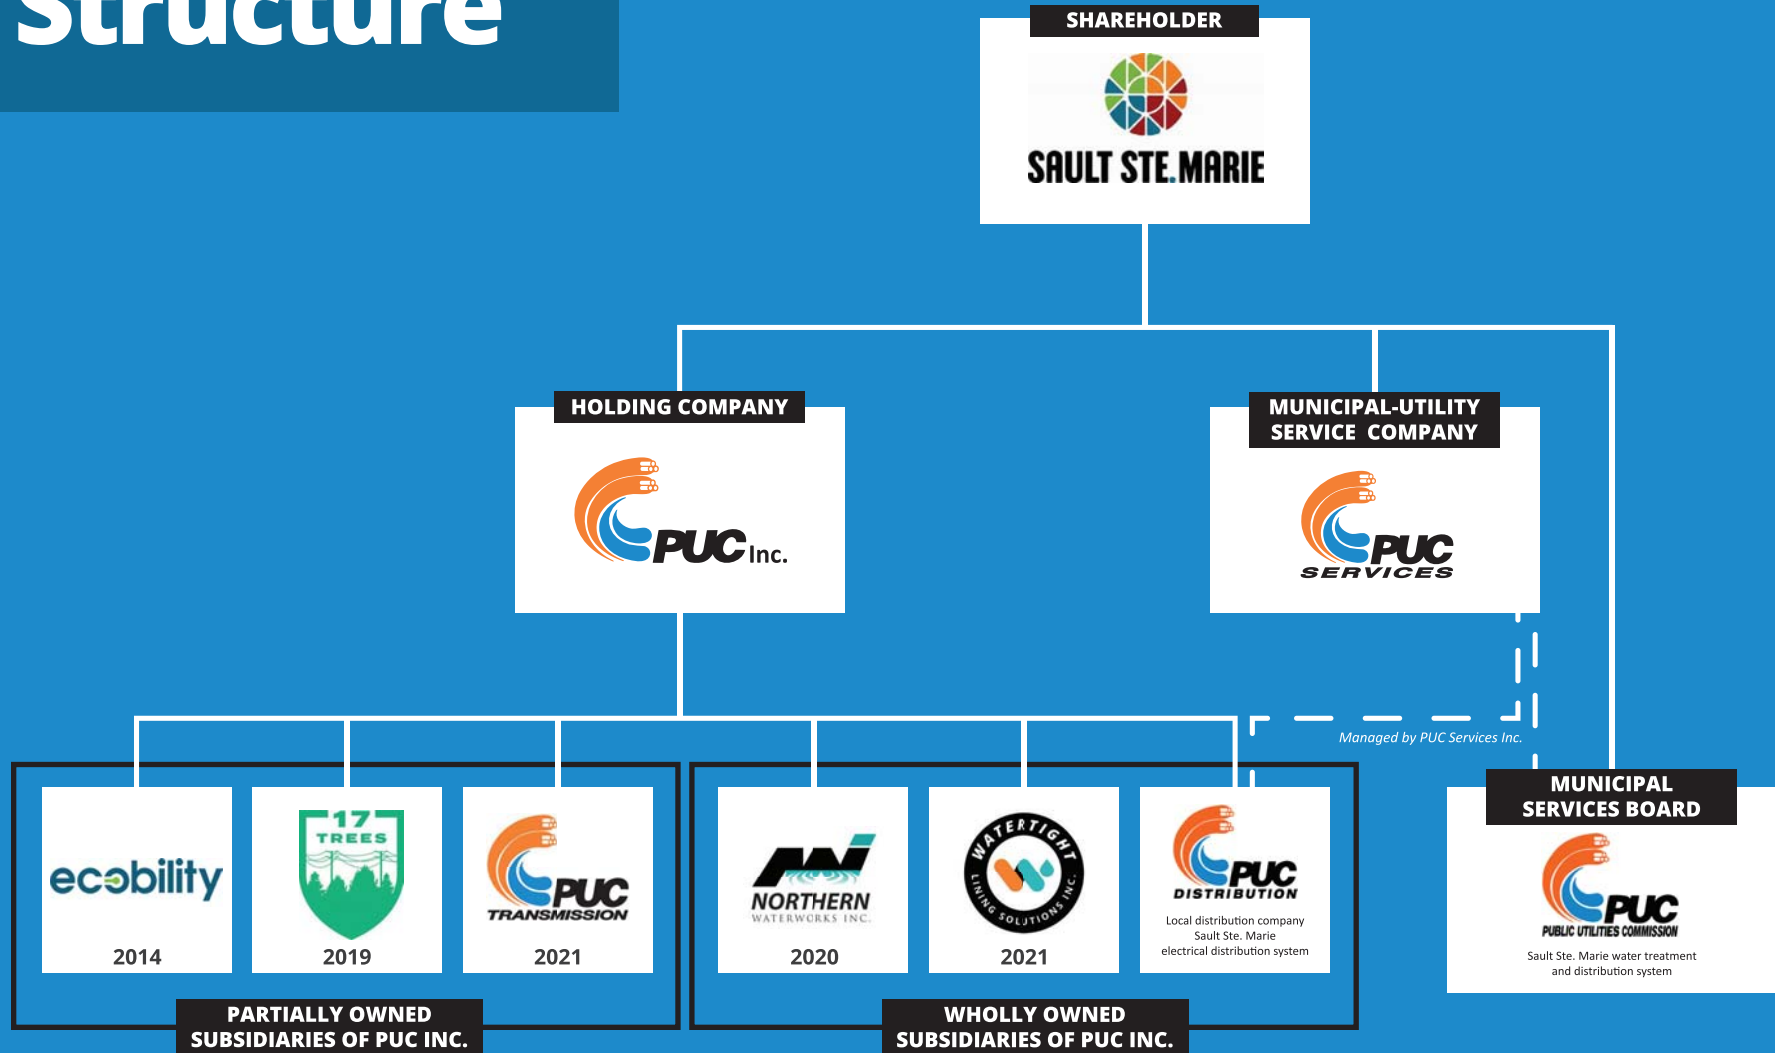 Structure
SHAREHOLDER
SAULT STE.MARIE
HOLDING COMPANY
PUC Inc.
MUNICIPAL-UTILITY
SERVICE COMPANY
PUC
SERVICES
Managed by PUC Services Inc.
ecobility
2014
17
TREES
2019
PUC
TRANSMISSION
2021
PARTIALLY OWNED
SUBSIDIARIES OF PUC INC.
NORTHERN
WATERWORKS INC.
2020
WATERTIGHT
LINING SOLUTIONS INC.
2021
PUC
DISTRIBUTION
Local distribution company
Sault Ste. Marie
electrical distribution system
WHOLLY OWNED
SUBSIDIARIES OF PUC INC.
MUNICIPAL
SERVICES BOARD
PUC
PUBLIC UTILITIES COMMISSION
Sault Ste. Marie water treatment
and distribution system